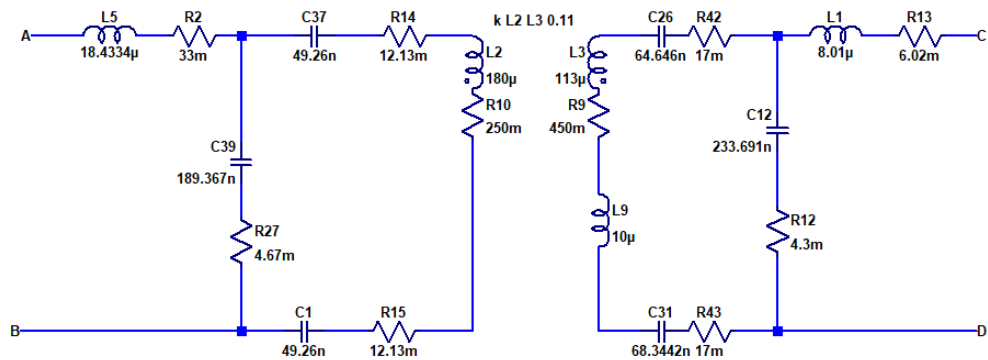 L5
18.4334µ
R2
33m
C37
49.26n
R14
12.13m
k L2 L3 0.11
L2
180µ
R10
250m
L3
113µ
R9
450m
C26
64.646n
R42
17m
L1
8.01µ
R13
6.02m
A
C
C39
189.367n
C12
233.691n
R27
4.67m
L9
10µ
R12
4.3m
C1
49.26n
R15
12.13m
C31
68.3442n
R43
17m
B
D